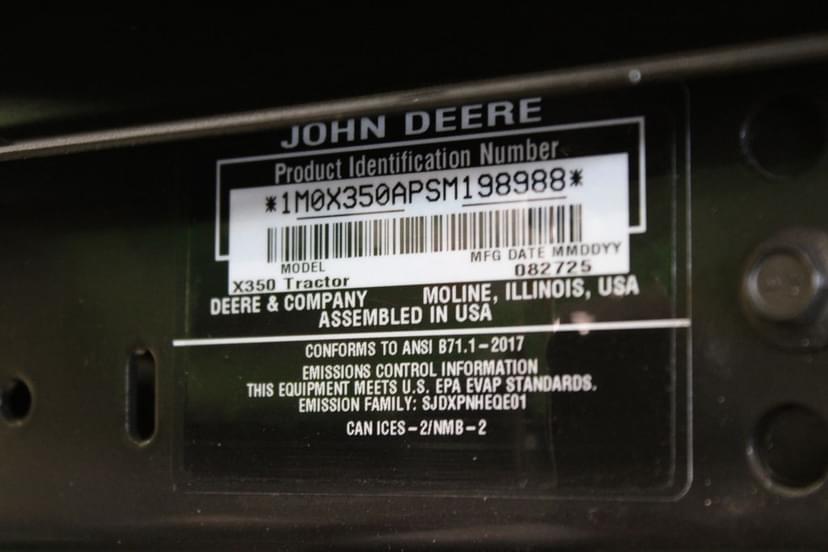 JOHN DEERE
Product Identification Number
*1M0X350APSM198988*
MODEL MFG DATE MMDDYY
X350 Tractor 082725
DEERE & COMPANY MOLINE, ILLINOIS, USA
ASSEMBLED IN USA
CONFORMS TO ANSI B71.1-2017
EMISSIONS CONTROL INFORMATION
THIS EQUIPMENT MEETS U.S. EPA EVAP STANDARDS.
EMISSION FAMILY: SJDXPNHEQE01
CAN ICES-2/NMB-2